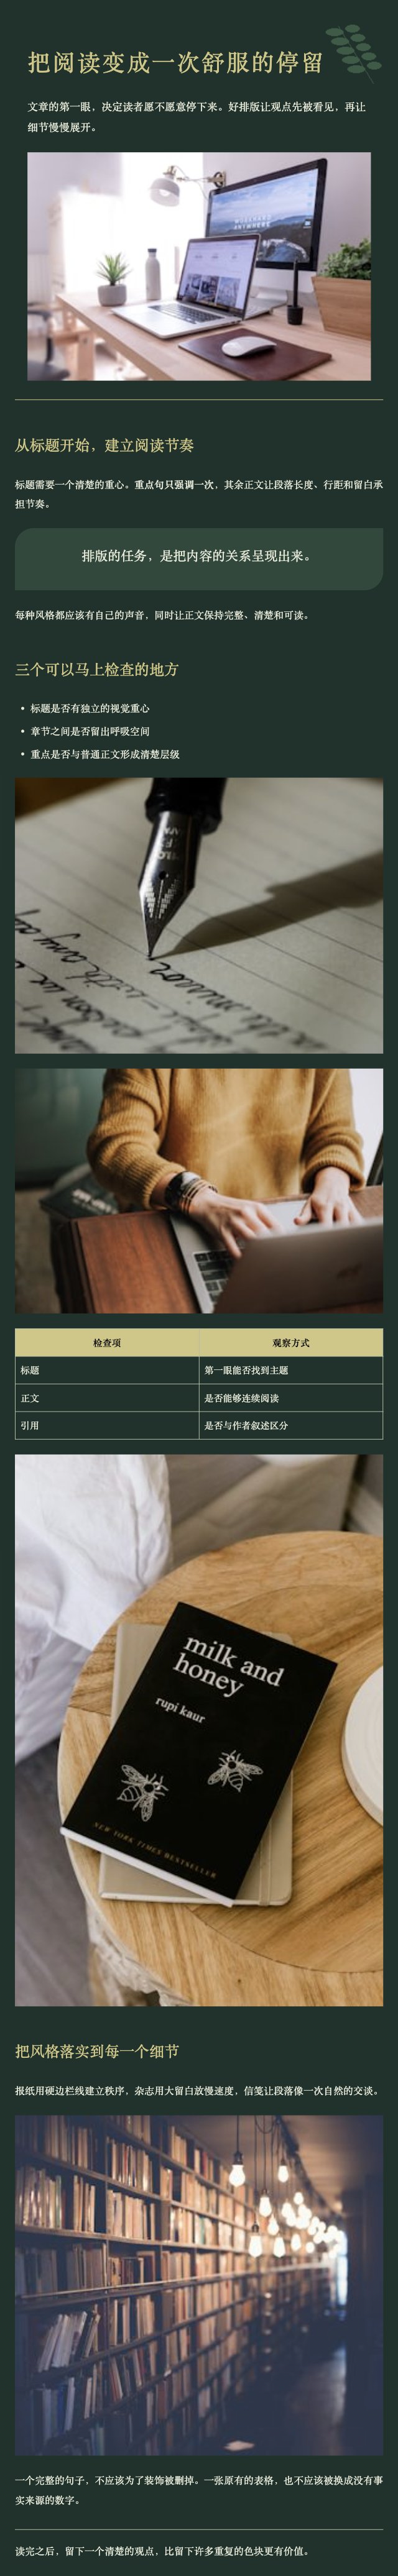 把阅读变成一次舒服的停留
文章的第一眼，决定读者愿不愿意停下来。好排版让观点先被看见，再让
细节慢慢展开。
从标题开始，建立阅读节奏
标题需要一个清楚的重心。重点句只强调一次，其余正文让段落长度、行距和留白承
担节奏。
排版的任务，是把内容的关系呈现出来。
每种风格都应该有自己的声音，同时让正文保持完整、清楚和可读。
三个可以马上检查的地方
• 标题是否有独立的视觉重心
• 章节之间是否留出呼吸空间
• 重点是否与普通正文形成清楚层级
检查项 观察方式
标题 第一眼能否找到主题
正文 是否能够连续阅读
引用 是否与作者叙述区分
milk and
honey
rupi kaur
NEW YORK TIMES BESTSELLER
把风格落实到每一个细节
报纸用硬边栏线建立秩序，杂志用大留白放慢速度，信笺让段落像一次自然的交谈。
一个完整的句子，不应该为了装饰被删掉。一张原有的表格，也不应该被换成没有事
实来源的数字。
读完之后，留下一个清楚的观点，比留下许多重复的色块更有价值。